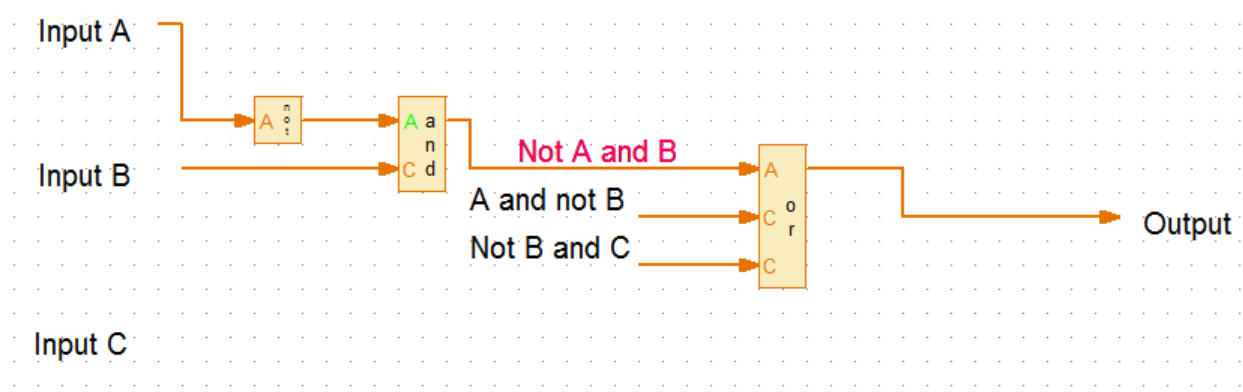 Input A
A not
A and
C
Not A and B
Input B
A
A and not B
C or
Not B and C
C
Output
Input C